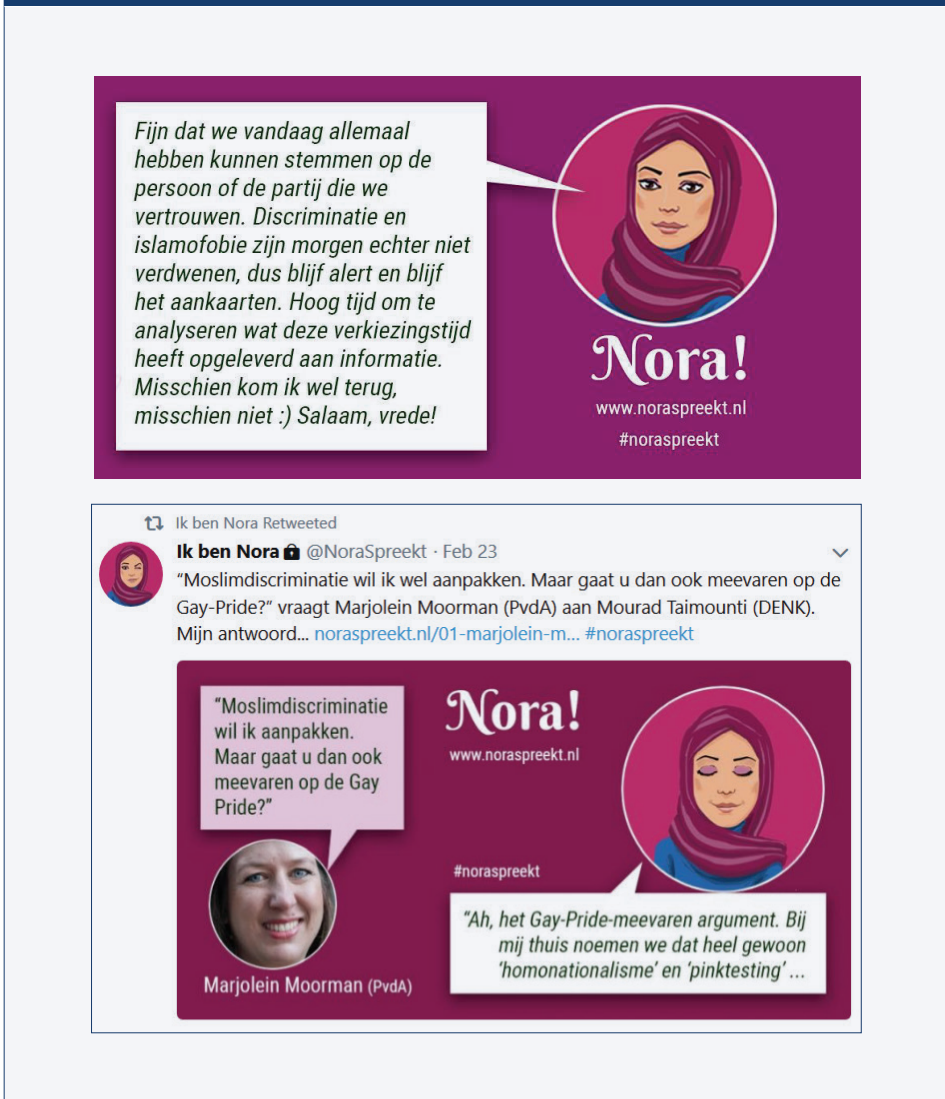 Fijn dat we vandaag allemaal
hebben kunnen stemmen op de
persoon of de partij die we
vertrouwen. Discriminatie en
islamofobie zijn morgen echter niet
verdwenen, dus blijf alert en blijf
het aankaarten. Hoog tijd om te
analyseren wat deze verkiezingstijd
heeft opgeleverd aan informatie.
Misschien kom ik wel terug,
misschien niet :) Salaam, vrede!
Nora!
www.noraspreekt.nl
#noraspreekt
Ik ben Nora Retweeted
Ik ben Nora @NoraSpreekt · Feb 23
“Moslimdiscriminatie wil ik wel aanpakken. Maar gaat u dan ook meevaren op de
Gay-Pride?” vraagt Marjolein Moorman (PvdA) aan Mourad Taimounti (DENK).
Mijn antwoord... noraspreekt.nl/01-marjolein-m... #noraspreekt
“Moslimdiscriminatie
wil ik aanpakken.
Maar gaat u dan ook
meevaren op de Gay
Pride?”
Marjolein Moorman (PvdA)
Nora!
www.noraspreekt.nl
#noraspreekt
“Ah, het Gay-Pride-meevaren argument. Bij
mij thuis noemen we dat heel gewoon
‘homonationalisme’ en ‘pinktesting’ ...